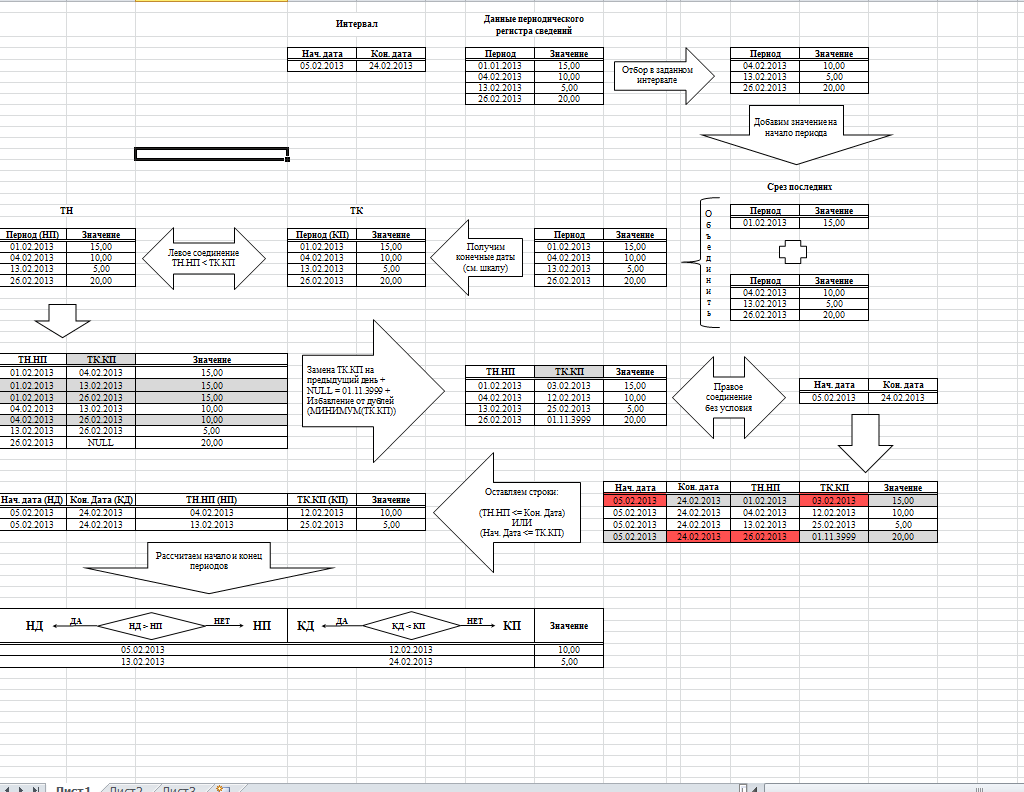 Интервал
Нач. дата Кон. дата
05.02.2013 24.02.2013
Данные периодического
регистра сведений
Период Значение
01.01.2013 15,00
04.02.2013 10,00
13.02.2013 5,00
26.02.2013 20,00
Отбор в заданном
интервале
Период Значение
04.02.2013 10,00
13.02.2013 5,00
26.02.2013 20,00
Добавим значение на
начало периода
Срез последних
Период Значение
01.02.2013 15,00
Объединить
Период Значение
04.02.2013 10,00
13.02.2013 5,00
26.02.2013 20,00
Период Значение
01.02.2013 15,00
04.02.2013 10,00
13.02.2013 5,00
26.02.2013 20,00
Получим
конечные даты
(см. шкалу)
ТК
Период (КП) Значение
01.02.2013 15,00
04.02.2013 10,00
13.02.2013 5,00
26.02.2013 20,00
Левое соединение
ТН.НП < ТК.КП
ТН
Период (НП) Значение
01.02.2013 15,00
04.02.2013 10,00
13.02.2013 5,00
26.02.2013 20,00
ТН.НП ТК.КП Значение
01.02.2013 04.02.2013 15,00
01.02.2013 13.02.2013 15,00
01.02.2013 26.02.2013 15,00
04.02.2013 13.02.2013 10,00
04.02.2013 26.02.2013 10,00
13.02.2013 26.02.2013 5,00
26.02.2013 NULL 20,00
Замена ТК.КП на
предыдущий день +
NULL = 01.11.3999 +
Избавление от дублей
(МИНИМУМ(ТК.КП))
ТН.НП ТК.КП Значение
01.02.2013 03.02.2013 15,00
04.02.2013 12.02.2013 10,00
13.02.2013 25.02.2013 5,00
26.02.2013 01.11.3999 20,00
Правое
соединение
без условия
Нач. дата Кон. дата
05.02.2013 24.02.2013
Нач. дата Кон. дата ТН.НП ТК.КП Значение
05.02.2013 24.02.2013 01.02.2013 03.02.2013 15,00
05.02.2013 24.02.2013 04.02.2013 12.02.2013 10,00
05.02.2013 24.02.2013 13.02.2013 25.02.2013 5,00
05.02.2013 24.02.2013 26.02.2013 01.11.3999 20,00
Оставляем строки:
(ТН.НП <= Кон. Дата)
ИЛИ
(Нач. Дата <= ТК.КП)
Нач. дата (НД) Кон. Дата (КД) ТН.НП (НП) ТК.КП (КП) Значение
05.02.2013 24.02.2013 04.02.2013 12.02.2013 10,00
05.02.2013 24.02.2013 13.02.2013 25.02.2013 5,00
Рассчитаем начало и конец
периодов
НД ДА НД > НП НЕТ НП КД ДА КД < КП НЕТ КП Значение
05.02.2013 12.02.2013 10,00
13.02.2013 24.02.2013 5,00
Лист1 Лист2 Лист3